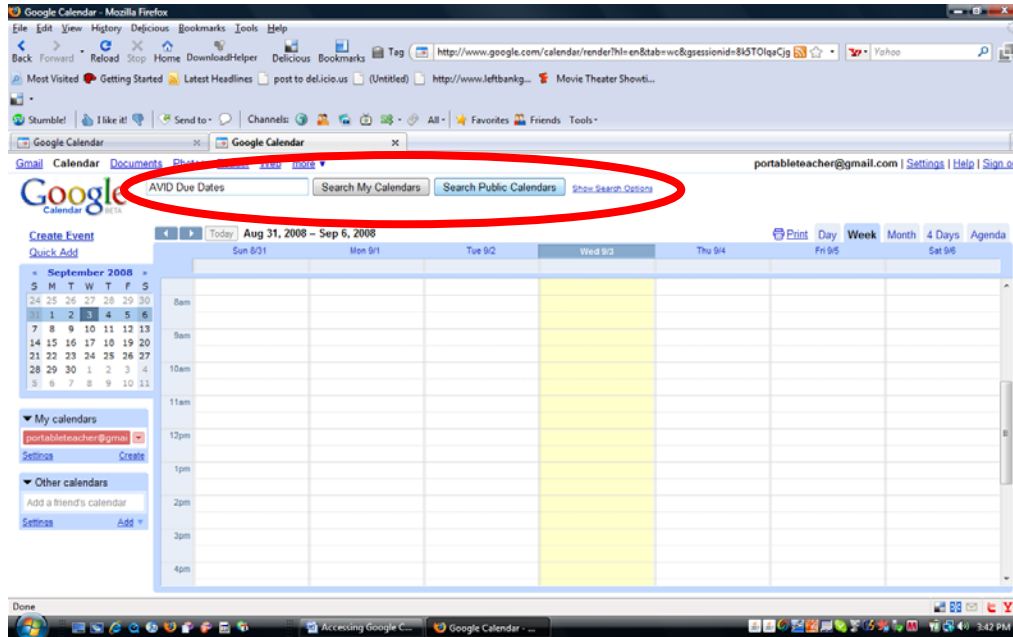 Google Calendar - Mozilla Firefox
File Edit View History Delicious Bookmarks Tools Help
Back Forward Reload Stop Home DownloadHelper Delicious Bookmarks Tag http://www.google.com/calendar/render?hl=en&tab=wc&gsessionid=8k5TOlqaCjg Yahoo
Most Visited Getting Started Latest Headlines post to del.icio.us (Untitled) http://www.leftbankg... Movie Theater Showti...
Stumble! I like it! Send to Channels: All Favorites Friends Tools
Google Calendar Google Calendar
Gmail Calendar Documents more portableteacher@gmail.com | Settings | Help | Sign
Google AVID Due Dates Search My Calendars Search Public Calendars Show Search Options
Calendar BETA
Create Event Today Aug 31, 2008 – Sep 6, 2008 Print Day Week Month 4 Days Agenda
Quick Add Sun 8/31 Mon 9/1 Tue 9/2 Wed 9/3 Thu 9/4 Fri 9/5 Sat 9/6
« September 2008 »
S M T W T F S
24 25 26 27 28 29 30 8am
31 1 2 3 4 5 6
7 8 9 10 11 12 13
14 15 16 17 18 19 20 9am
21 22 23 24 25 26 27
28 29 30 1 2 3 4 10am
5 6 7 8 9 10 11
11am
My calendars
portableteacher@gmai 12pm
Settings Create
1pm
Other calendars
Add a friend's calendar 2pm
Settings Add
3pm
4pm
Done
Accessing Google C... Google Calendar - ... 3:42 PM